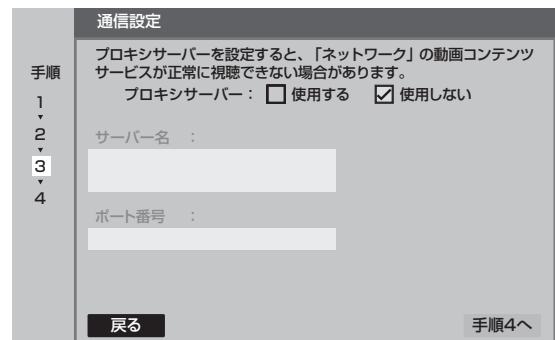 通信設定
プロキシサーバーを設定すると、「ネットワーク」の動画コンテンツ
サービスが正常に視聴できない場合があります。
プロキシサーバー： 使用する 使用しない
手順
1
2
3
4
サーバー名 ：
ポート番号 ：
戻る
手順4へ